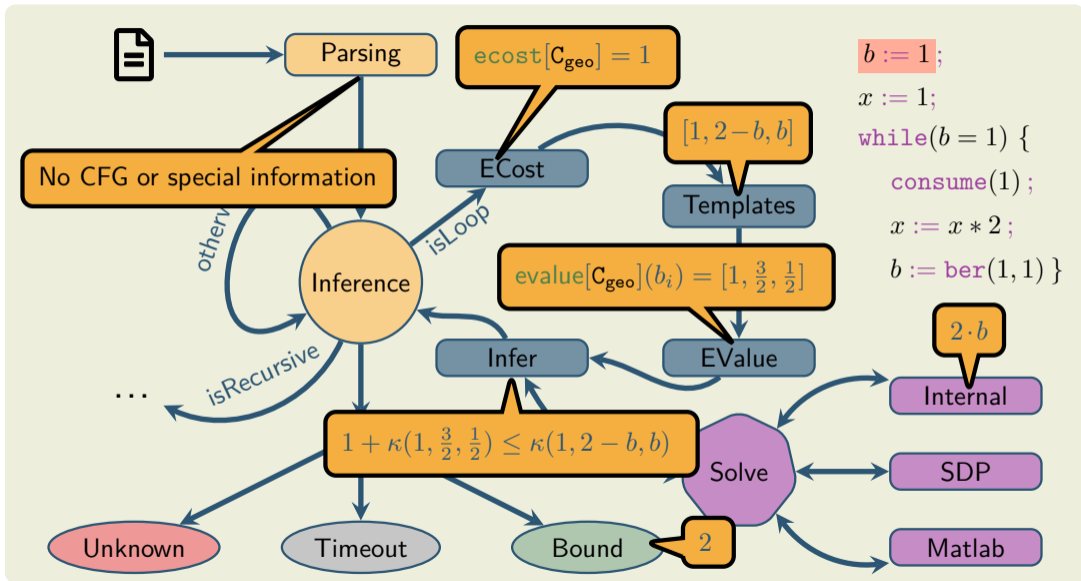 Parsing
ecost[C_geo] = 1
b := 1;
x := 1;
while(b = 1) {
consume(1);
x := x * 2;
b := ber(1, 1) }
[1, 2 − b, b]
No CFG or special information
ECost
Templates
otherw
isLoop
Inference
evalue[C_geo](b_i) = [1, 3/2, 1/2]
2 · b
Infer
EValue
isRecursive
...
Internal
1 + κ(1, 3/2, 1/2) ≤ κ(1, 2 − b, b)
Solve
SDP
Unknown
Timeout
Bound
2
Matlab